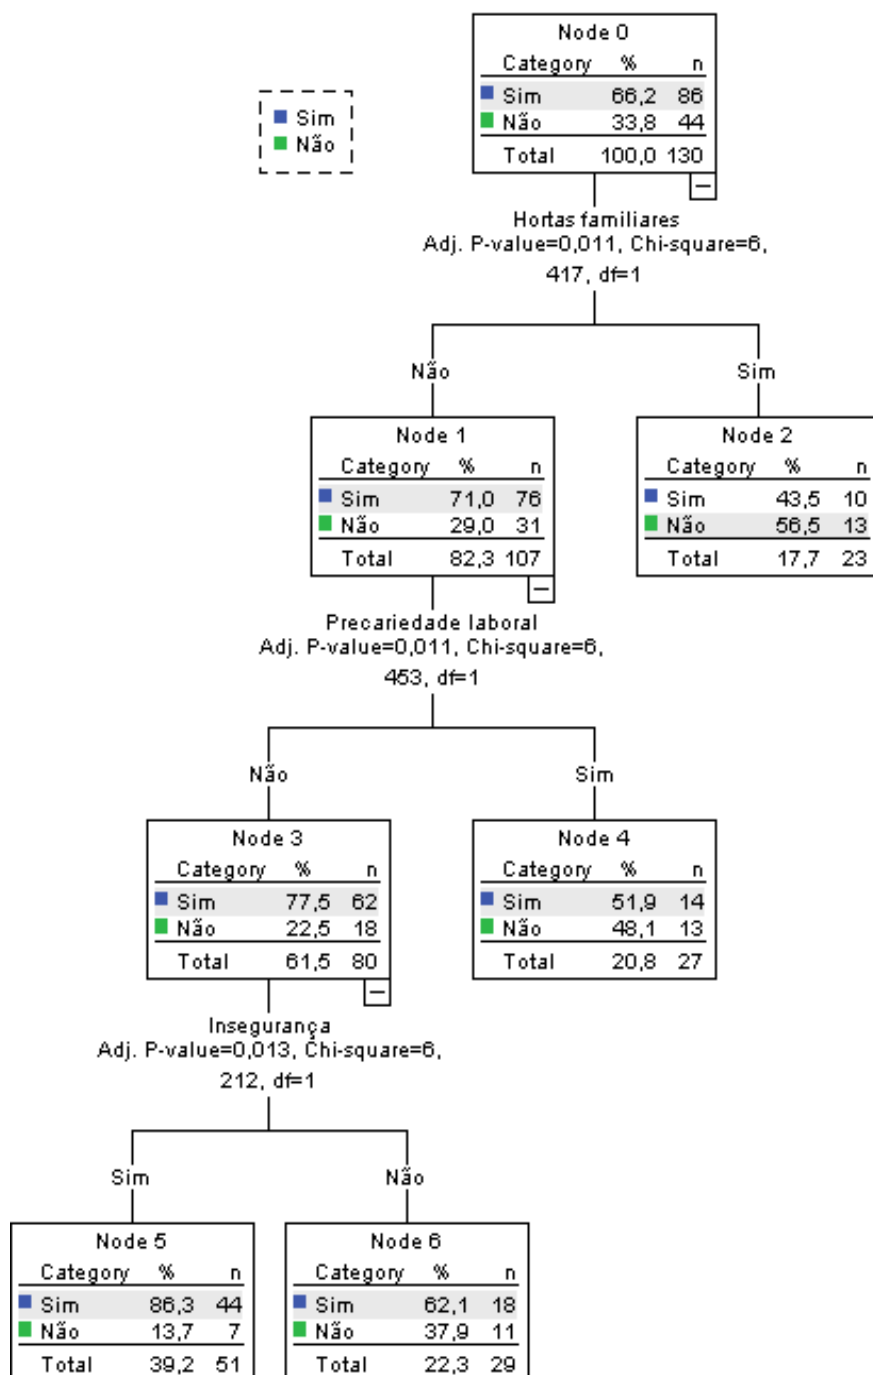 Node 0
Category % n
Sim 66,2 86
Não 33,8 44
Total 100,0 130
Sim
Não
Hortas familiares
Adj. P-value=0,011, Chi-square=6,
417, df=1
Não
Sim
Node 1
Category % n
Sim 71,0 76
Não 29,0 31
Total 82,3 107
Node 2
Category % n
Sim 43,5 10
Não 56,5 13
Total 17,7 23
Precariedade laboral
Adj. P-value=0,011, Chi-square=6,
453, df=1
Não
Sim
Node 3
Category % n
Sim 77,5 62
Não 22,5 18
Total 61,5 80
Node 4
Category % n
Sim 51,9 14
Não 48,1 13
Total 20,8 27
Insegurança
Adj. P-value=0,013, Chi-square=6,
212, df=1
Sim
Não
Node 5
Category % n
Sim 86,3 44
Não 13,7 7
Total 39,2 51
Node 6
Category % n
Sim 62,1 18
Não 37,9 11
Total 22,3 29